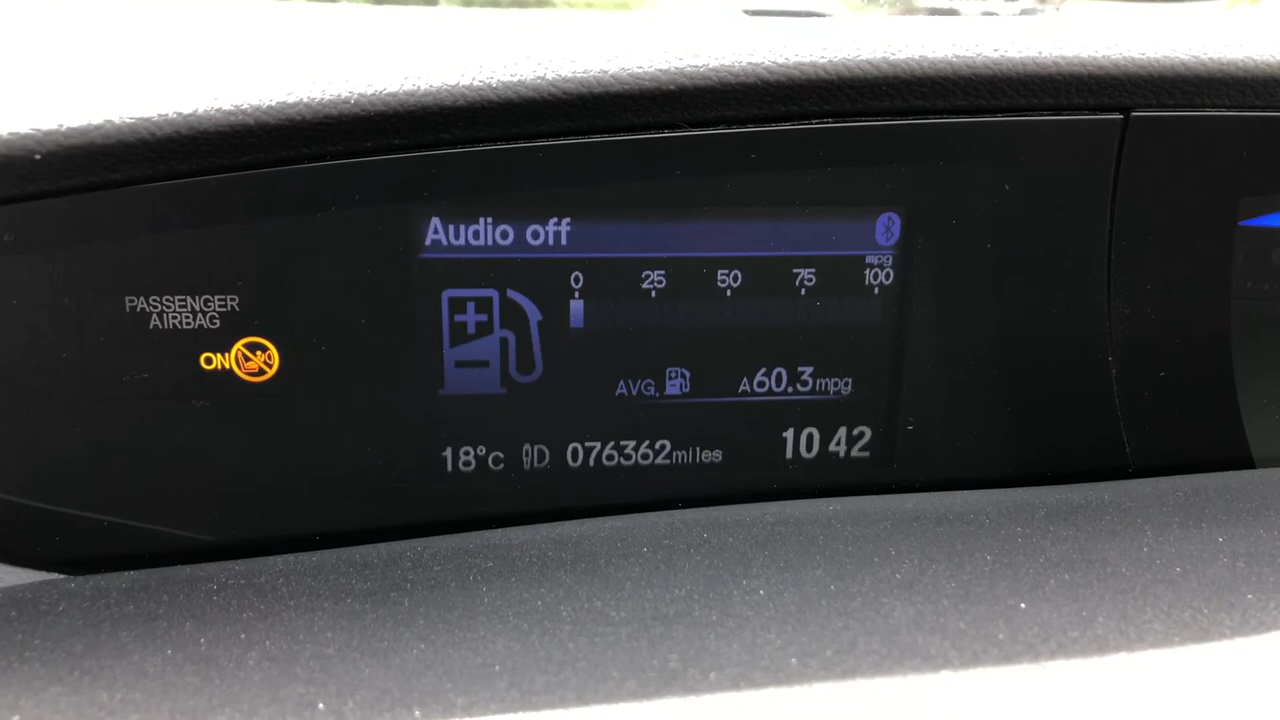 Audio off
mpg
0 25 50 75 100
PASSENGER
AIRBAG
ON
AVG. A60.3mpg
18°c 076362miles 10 42